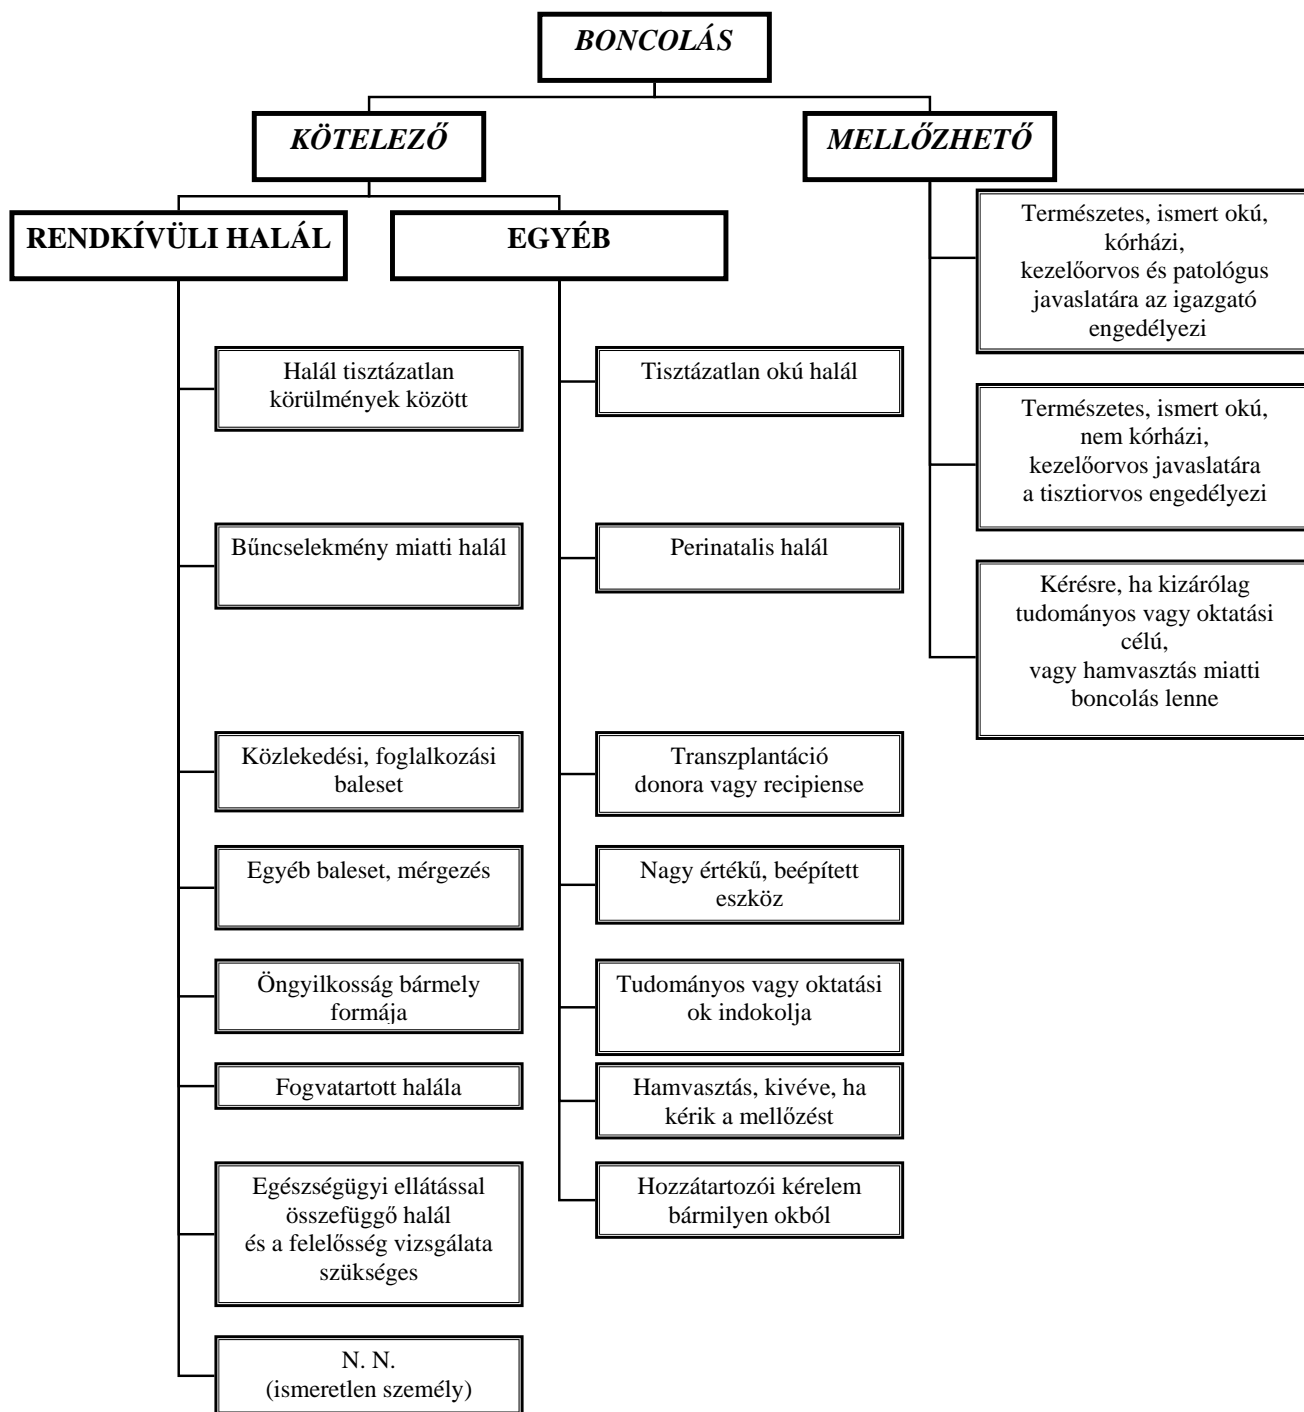 BONCOLÁS
KÖTELEZŐ
MELLŐZHETŐ
RENDKÍVÜLI HALÁL
EGYÉB
Halál tisztázatlan
körülmények között
Bűncselekmény miatti halál
Közlekedési, foglalkozási
baleset
Egyéb baleset, mérgezés
Öngyilkosság bármely
formája
Fogvatartott halála
Egészségügyi ellátással
összefüggő halál
és a felelősség vizsgálata
szükséges
N. N.
(ismeretlen személy)
Tisztázatlan okú halál
Perinatalis halál
Transzplantáció
donora vagy recipiense
Nagy értékű, beépített
eszköz
Tudományos vagy oktatási
ok indokolja
Hamvasztás, kivéve, ha
kérik a mellőzést
Hozzátartozói kérelem
bármilyen okból
Természetes, ismert okú,
kórházi,
kezelőorvos és patológus
javaslatára az igazgató
engedélyezi
Természetes, ismert okú,
nem kórházi,
kezelőorvos javaslatára
a tisztiorvos engedélyezi
Kérésre, ha kizárólag
tudományos vagy oktatási
célú,
vagy hamvasztás miatti
boncolás lenne